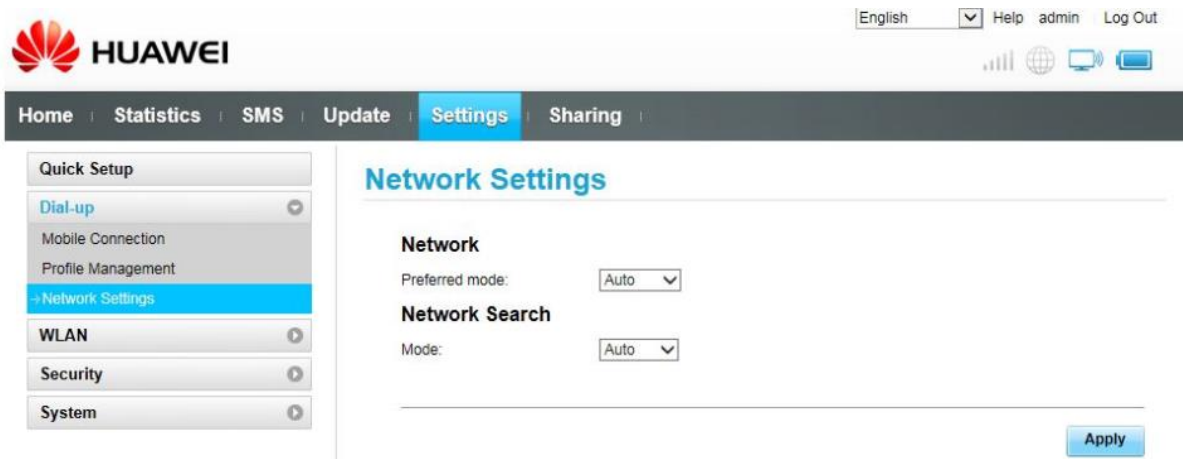 English Help admin Log Out
HUAWEI
Home Statistics SMS Update Settings Sharing
Quick Setup
Dial-up
Mobile Connection
Profile Management
Network Settings
WLAN
Security
System
Network Settings
Network
Preferred mode: Auto
Network Search
Mode: Auto
Apply